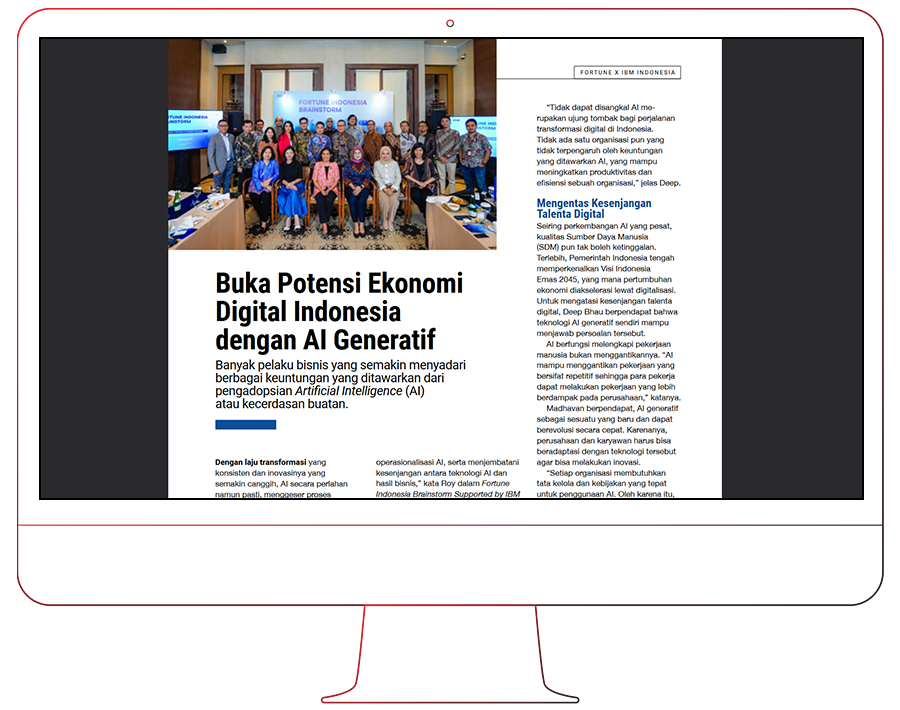 FORTUNE INDONESIA
BRAINSTORM
FORTUNE INDONESIA
FORTUNE X IBM INDONESIA
Buka Potensi Ekonomi
Digital Indonesia
dengan AI Generatif
Banyak pelaku bisnis yang semakin menyadari
berbagai keuntungan yang ditawarkan dari
pengadopsian Artificial Intelligence (AI)
atau kecerdasan buatan.
Dengan laju transformasi yang
konsisten dan inovasinya yang
semakin canggih, AI secara perlahan
namun pasti, menggeser proses
operasionalisasi AI, serta menjembatani
kesenjangan antara teknologi AI dan
hasil bisnis,” kata Roy dalam Fortune
Indonesia Brainstorm Supported by IBM
“Tidak dapat disangkal AI me-
rupakan ujung tombak bagi perjalanan
transformasi digital di Indonesia.
Tidak ada satu organisasi pun yang
tidak terpengaruh oleh keuntungan
yang ditawarkan AI, yang mampu
meningkatkan produktivitas dan
efisiensi sebuah organisasi,” jelas Deep.
Mengentas Kesenjangan
Talenta Digital
Seiring perkembangan AI yang pesat,
kualitas Sumber Daya Manusia
(SDM) pun tak boleh ketinggalan.
Terlebih, Pemerintah Indonesia tengah
memperkenalkan Visi Indonesia
Emas 2045, yang mana pertumbuhan
ekonomi diakselerasi lewat digitalisasi.
Untuk mengatasi kesenjangan talenta
digital, Deep Bhau berpendapat bahwa
teknologi AI generatif sendiri mampu
menjawab persoalan tersebut.
AI berfungsi melengkapi pekerjaan
manusia bukan menggantikannya. “AI
mampu menggantikan pekerjaan yang
bersifat repetitif sehingga para pekerja
dapat melakukan pekerjaan yang lebih
berdampak pada perusahaan,” katanya.
Madhavan berpendapat, AI generatif
sebagai sesuatu yang baru dan dapat
berevolusi secara cepat. Karenanya,
perusahaan dan karyawan harus bisa
beradaptasi dengan teknologi tersebut
agar bisa melakukan inovasi.
“Setiap organisasi membutuhkan
tata kelola dan kebijakan yang tepat
untuk penggunaan AI. Oleh karena itu,